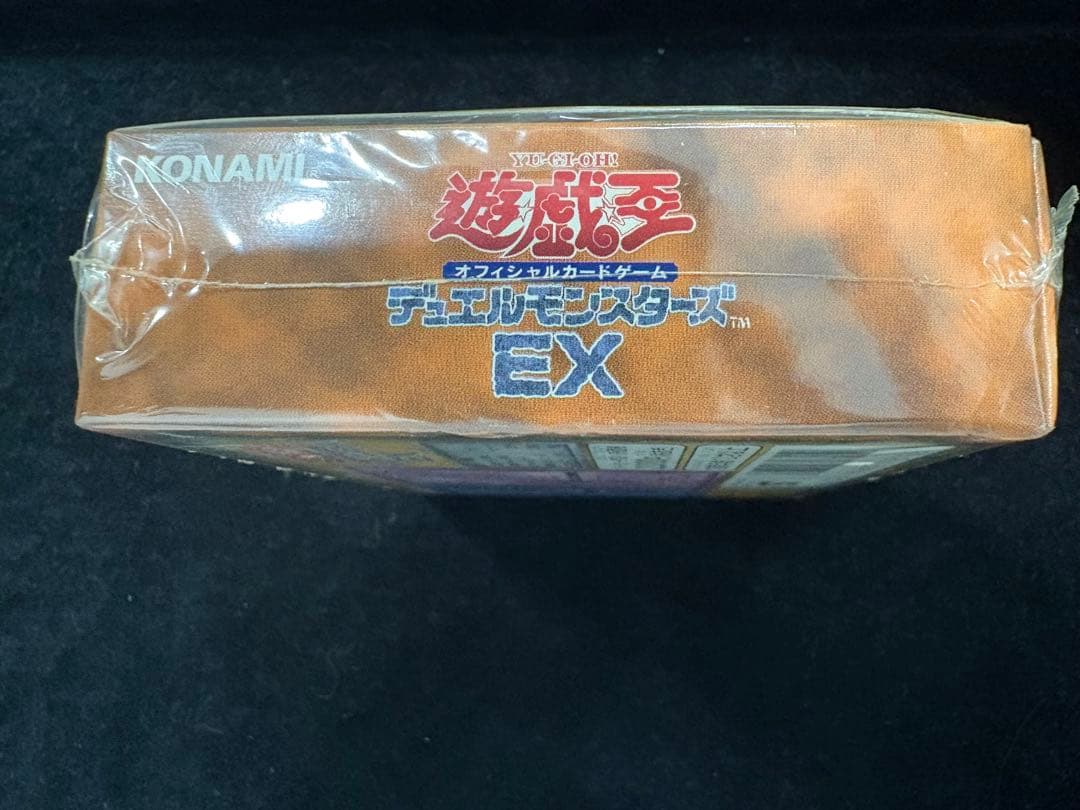 KONAMI
YU-GI-OH!
遊戯王
オフィシャルカードゲーム
デュエルモンスターズ™
EX